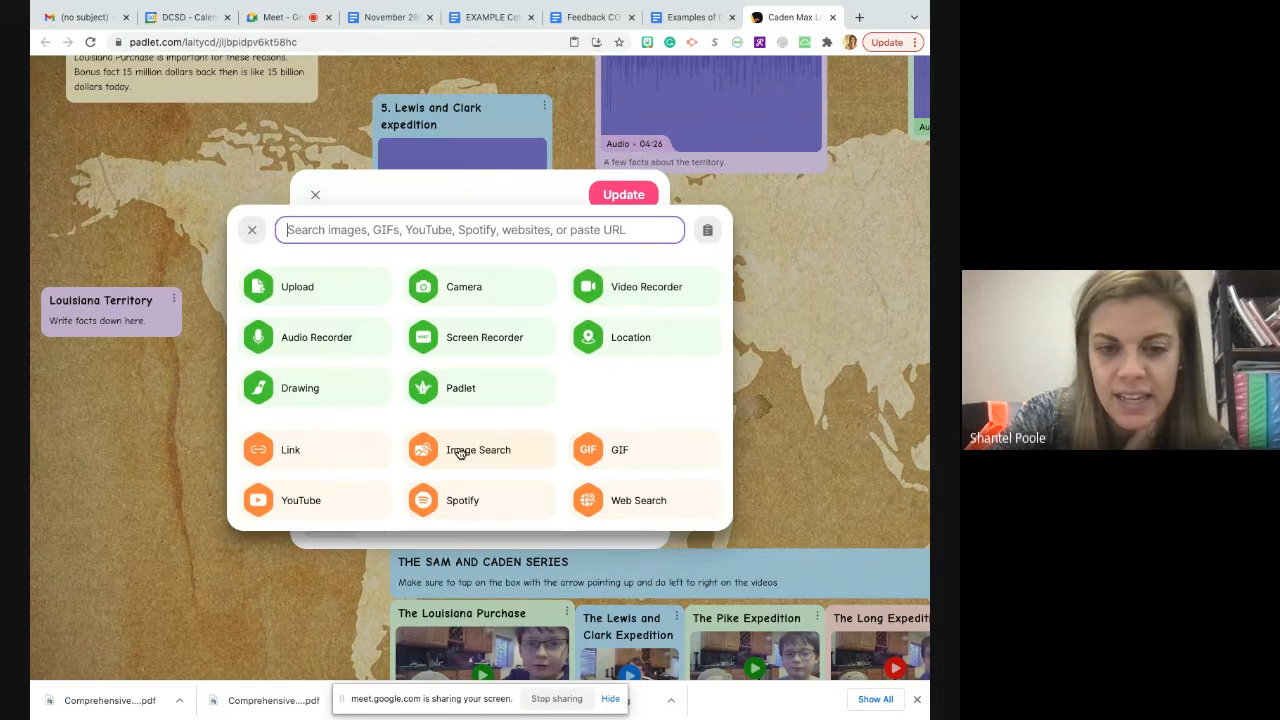 (no subject) -
DCSD - Calen
Meet - Go
November 29
EXAMPLE Co
Feedback CO
Examples of
Caden Max Lo
padlet.com/laitycd/jljbpidpv6kt58hc
Update
Louisiana Purchase is important for these reasons.
Bonus fact 15 million dollars back then is like 15 billion
dollars today.
5. Lewis and Clark
expedition
Audio - 04:26
A few facts about the territory.
Au
Update
Search images, GIFs, YouTube, Spotify, websites, or paste URL
Upload
Camera
Video Recorder
Audio Recorder
Screen Recorder
Location
Drawing
Padlet
Link
Image Search
GIF
GIF
YouTube
Spotify
Web Search
Louisiana Territory
Write facts down here.
THE SAM AND CADEN SERIES
Make sure to tap on the box with the arrow pointing up and do left to right on the videos
The Louisiana Purchase
The Lewis and
Clark Expedition
The Pike Expedition
The Long Expediti
Comprehensive....pdf
Comprehensive....pdf
meet.google.com is sharing your screen.
Stop sharing
Hide
Show All
Shantel Poole